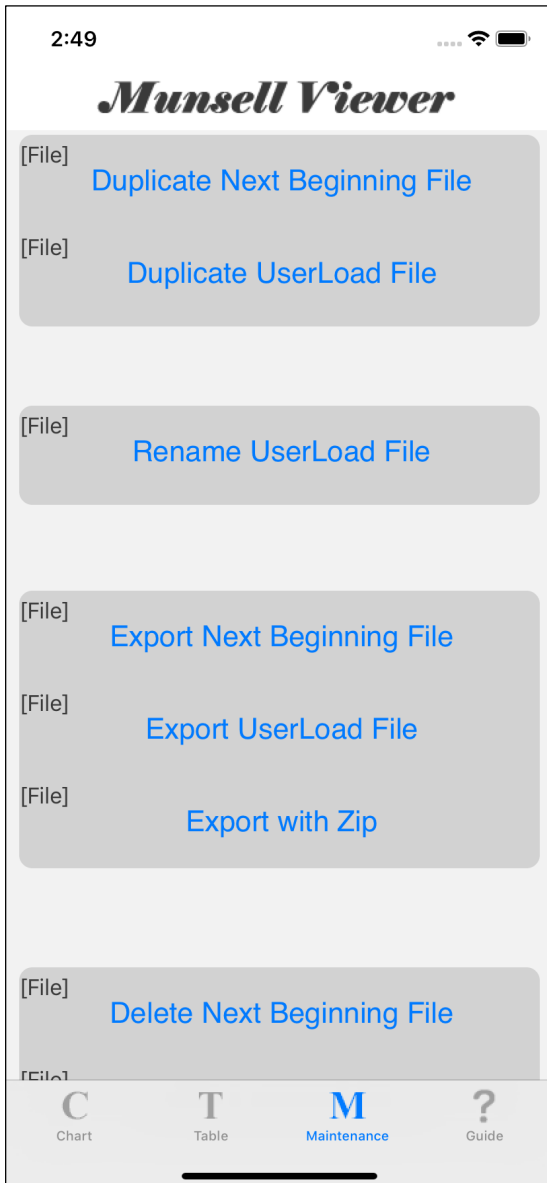 2:49
Munsell Viewer
[File]
Duplicate Next Beginning File
[File]
Duplicate UserLoad File
[File]
Rename UserLoad File
[File]
Export Next Beginning File
[File]
Export UserLoad File
[File]
Export with Zip
[File]
Delete Next Beginning File
[File]
C T M ?
Chart Table Maintenance Guide